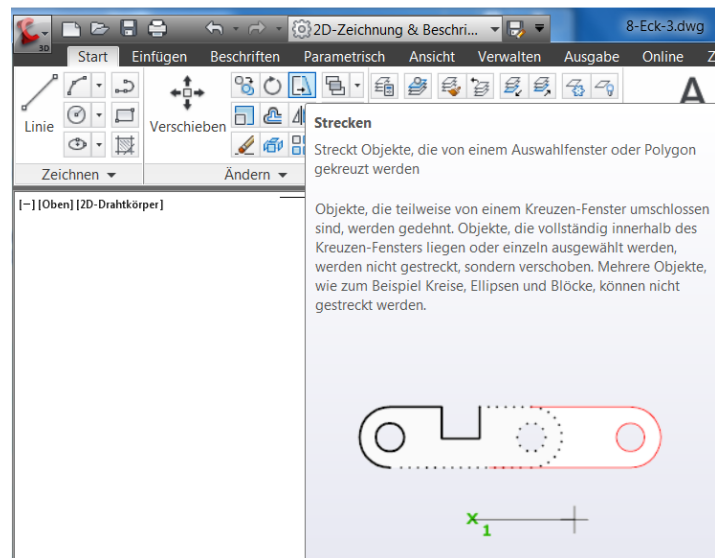 2D-Zeichnung & Beschri...
8-Eck-3.dwg
3D
Start Einfügen Beschriften Parametrisch Ansicht Verwalten Ausgabe Online Z
Linie
Verschieben
A
Zeichnen
Ändern
[−] [Oben] [2D-Drahtkörper]
Strecken
Streckt Objekte, die von einem Auswahlfenster oder Polygon
gekreuzt werden
Objekte, die teilweise von einem Kreuzen-Fenster umschlossen
sind, werden gedehnt. Objekte, die vollständig innerhalb des
Kreuzen-Fensters liegen oder einzeln ausgewählt werden,
werden nicht gestreckt, sondern verschoben. Mehrere Objekte,
wie zum Beispiel Kreise, Ellipsen und Blöcke, können nicht
gestreckt werden.
x 1